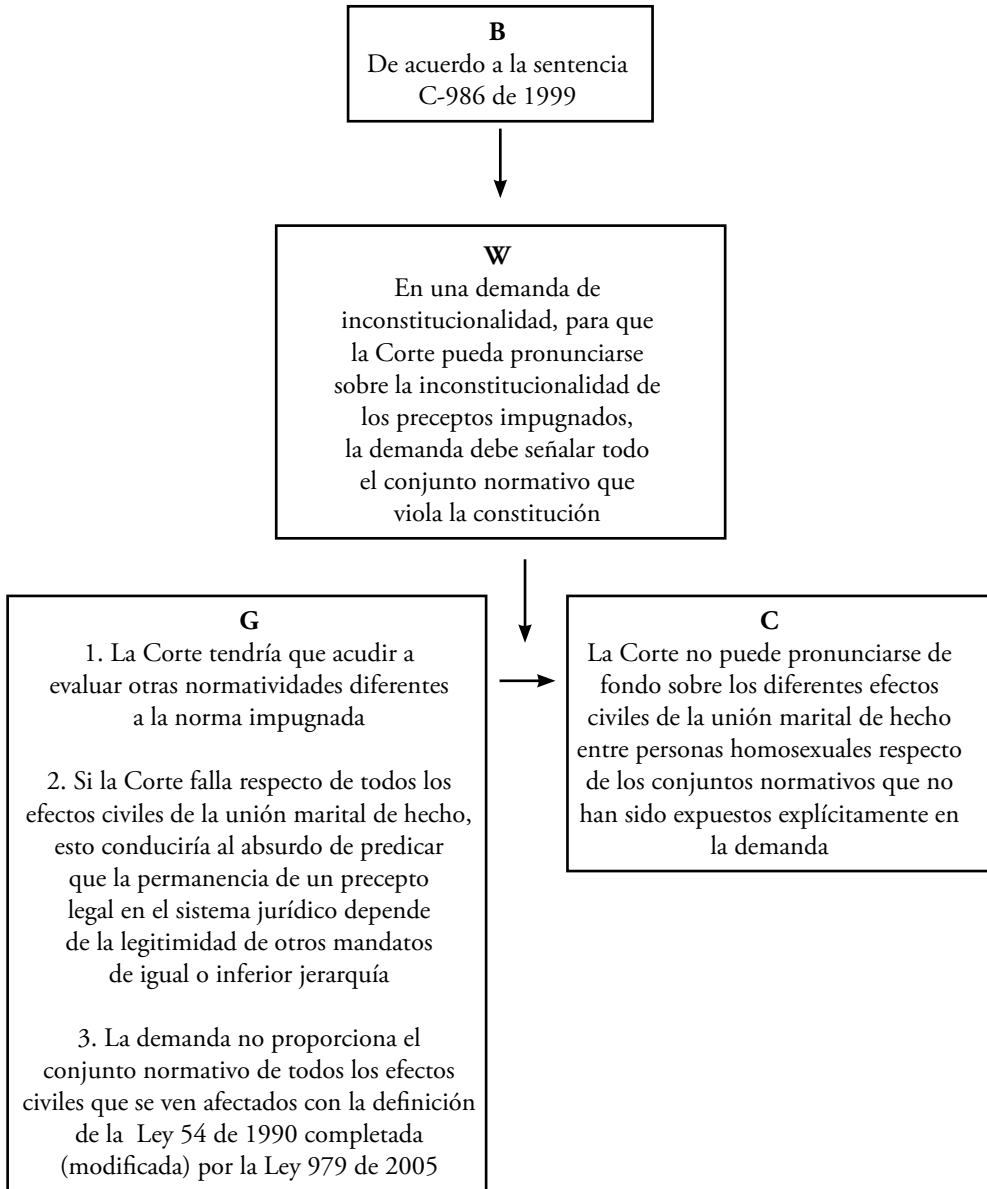 B
De acuerdo a la sentencia
C-986 de 1999
W
En una demanda de
inconstitucionalidad, para que
la Corte pueda pronunciarse
sobre la inconstitucionalidad de
los preceptos impugnados,
la demanda debe señalar todo
el conjunto normativo que
viola la constitución
G
1. La Corte tendría que acudir a
evaluar otras normatividades diferentes
a la norma impugnada
2. Si la Corte falla respecto de todos los
efectos civiles de la unión marital de hecho,
esto conduciría al absurdo de predicar
que la permanencia de un precepto
legal en el sistema jurídico depende
de la legitimidad de otros mandatos
de igual o inferior jerarquía
3. La demanda no proporciona el
conjunto normativo de todos los efectos
civiles que se ven afectados con la definición
de la Ley 54 de 1990 completada
(modificada) por la Ley 979 de 2005
C
La Corte no puede pronunciarse de
fondo sobre los diferentes efectos
civiles de la unión marital de hecho
entre personas homosexuales respecto
de los conjuntos normativos que no
han sido expuestos explícitamente en
la demanda